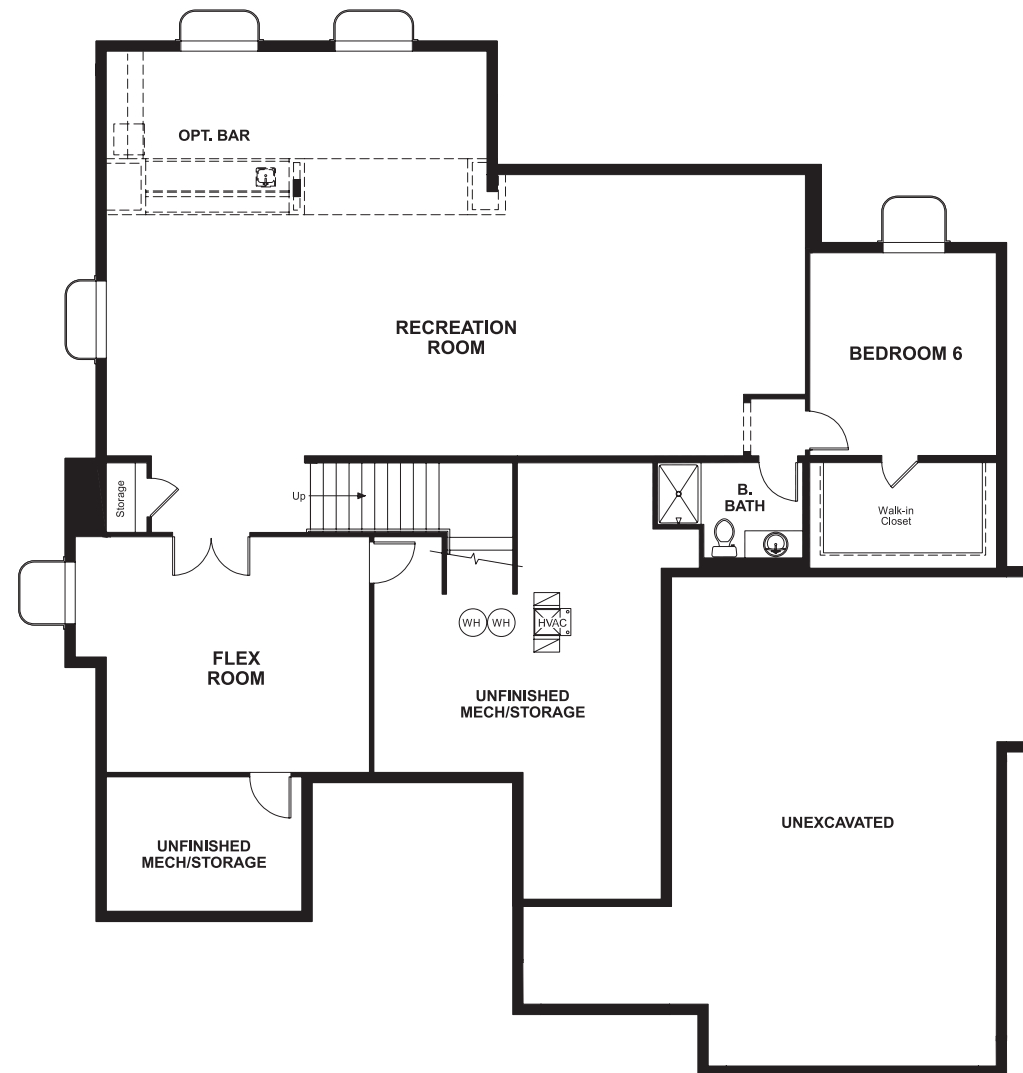 OPT. BAR
RECREATION
ROOM
BEDROOM 6
Storage
Up
B.
BATH
Walk-in
Closet
WH
WH
HVAC
FLEX
ROOM
UNFINISHED
MECH/STORAGE
UNEXCAVATED
UNFINISHED
MECH/STORAGE